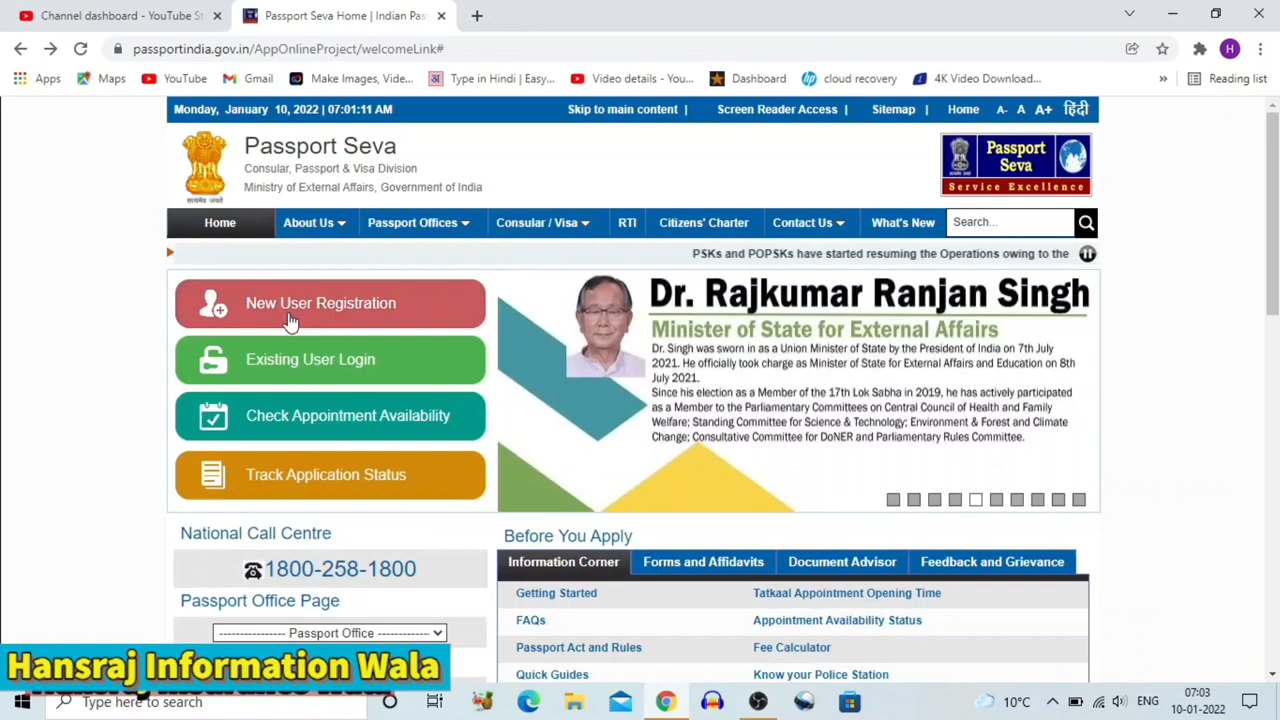 Channel dashboard - YouTube St
Passport Seva Home | Indian Pas
passportindia.gov.in/AppOnlineProject/welcomeLink#
H
Apps
Maps
YouTube
Gmail
Make Images, Vide...
Type in Hindi | Easy...
Video details - You...
Dashboard
cloud recovery
4K Video Download...
»
Reading list
Monday, January 10, 2022 | 07:01:11 AM
Skip to main content |
Screen Reader Access |
Sitemap |
Home
A- A A+ हिंदी
Passport Seva
Consular, Passport & Visa Division
Ministry of External Affairs, Government of India
सत्यमेव जयते
Passport
Seva
Service Excellence
Home
About Us
Passport Offices
Consular / Visa
RTI
Citizens' Charter
Contact Us
What's New
Search...
PSKs and POPSKs have started resuming the Operations owing to the
New User Registration
Existing User Login
Check Appointment Availability
Track Application Status
Dr. Rajkumar Ranjan Singh
Minister of State for External Affairs
Dr. Singh was sworn in as a Union Minister of State by the President of India on 7th July
2021. He officially took charge as Minister of State for External Affairs and Education on 8th
July 2021.
Since his election as a Member of the 17th Lok Sabha in 2019, he has actively participated
as a Member to the Parliamentary Committees on Central Council of Health and Family
Welfare; Standing Committee for Science & Technology; Environment & Forest and Climate
Change; Consultative Committee for DoNER and Parliamentary Rules Committee.
National Call Centre
1800-258-1800
Passport Office Page
---------------- Passport Office -------------
Before You Apply
Information Corner
Forms and Affidavits
Document Advisor
Feedback and Grievance
Getting Started
Tatkaal Appointment Opening Time
FAQs
Appointment Availability Status
Passport Act and Rules
Fee Calculator
Quick Guides
Know your Police Station
Hansraj Information Wala
Type here to search
10°C
ENG
07:03
10-01-2022